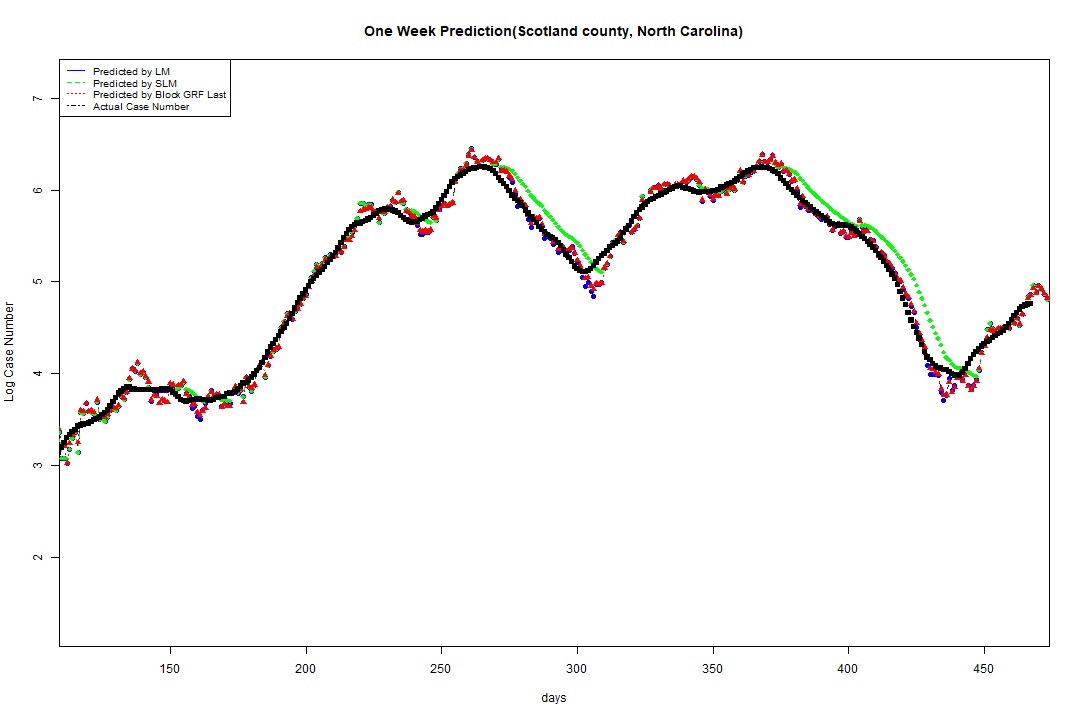 One Week Prediction(Scotland county, North Carolina)
Predicted by LM
Predicted by SLM
Predicted by Block GRF Last
Actual Case Number
7
6
5
4
3
2
Log Case Number
150 200 250 300 350 400 450
days